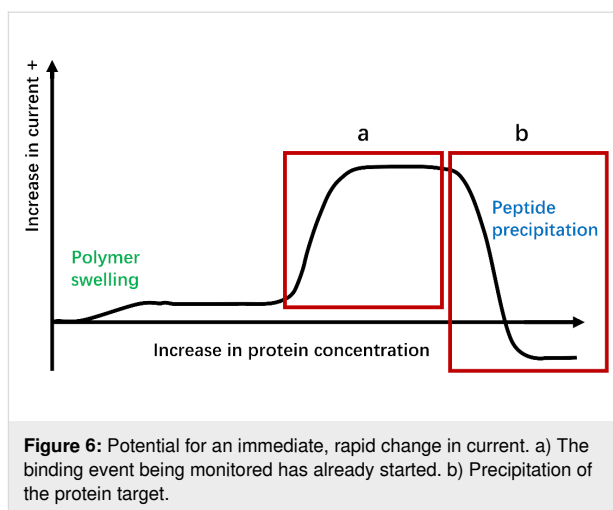 Increase in current +
a
b
Polymer
swelling
Peptide
precipitation
Increase in protein concentration
Figure 6: Potential for an immediate, rapid change in current. a) The
binding event being monitored has already started. b) Precipitation of
the protein target.